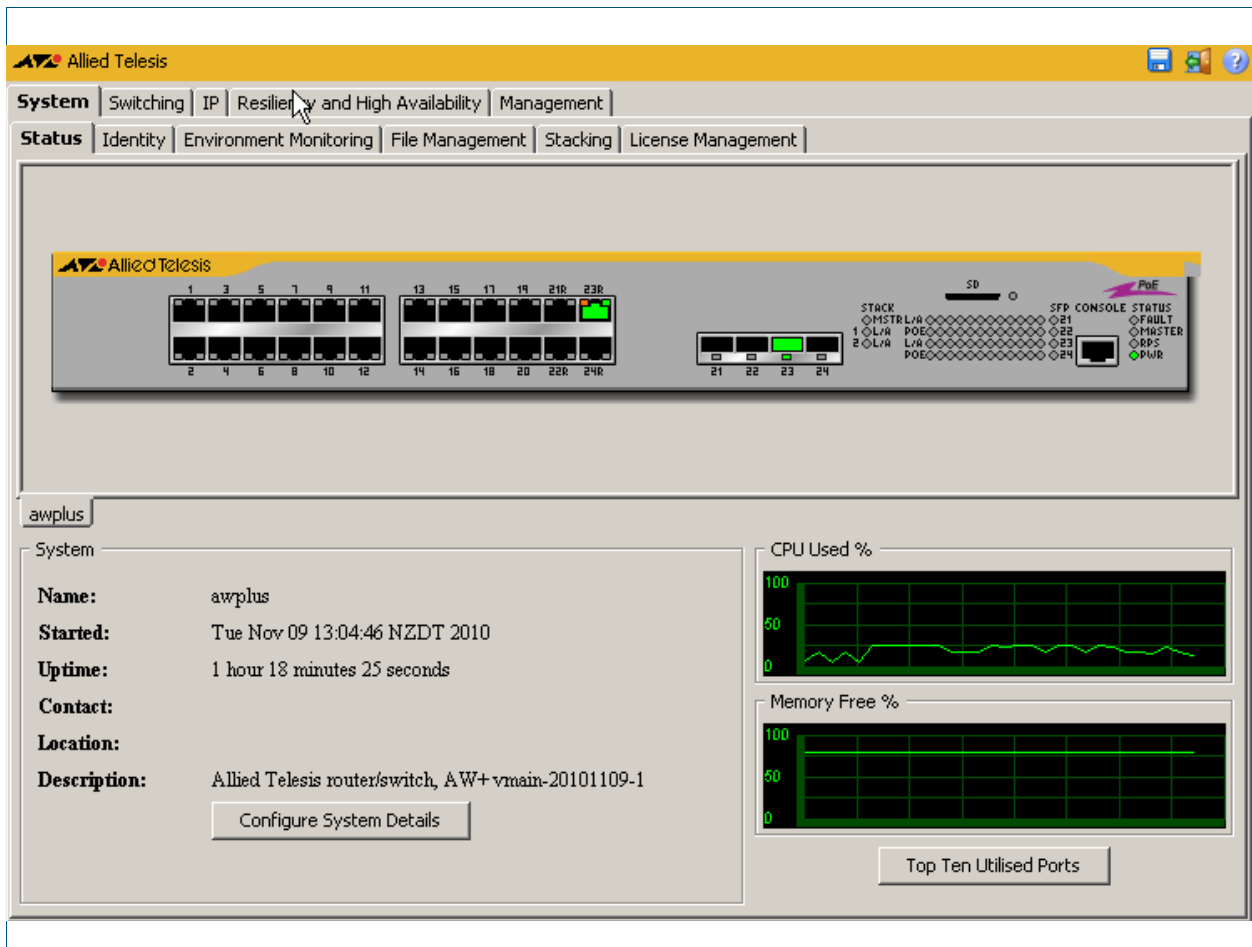 Allied Telesis
System Switching IP Resiliency and High Availability Management
Status Identity Environment Monitoring File Management Stacking License Management
Allied Telesis
1 3 5 7 9 11 13 15 17 19 21R 23R
2 4 6 8 10 12 14 16 18 20 22R 24R
21 22 23 24
SD
PoE
STACK SFP CONSOLE STATUS
MSTR L/A 21 FAULT
1 L/A POE 22 MASTER
2 L/A L/A 23 RPS
POE 24 PWR
awplus
System
Name: awplus
Started: Tue Nov 09 13:04:46 NZDT 2010
Uptime: 1 hour 18 minutes 25 seconds
Contact:
Location:
Description: Allied Telesis router/switch, AW+ vmain-20101109-1
Configure System Details
CPU Used %
100
50
0
Memory Free %
100
50
0
Top Ten Utilised Ports